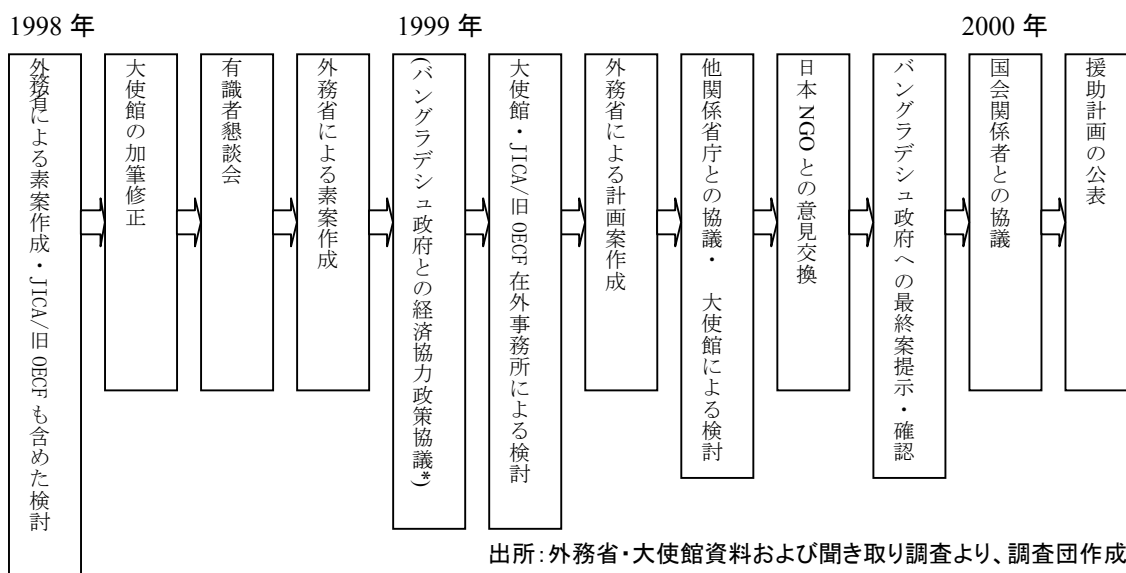 1998 年
1999 年
2000 年
外務省による素案作成・JICA/旧 OECF も含めた検討
大使館の加筆修正
有識者懇談会
外務省による素案作成
(バングラデシュ政府との経済協力政策協議*)
大使館・JICA/旧 OECF 在外事務所による検討
外務省による計画案作成
他関係省庁との協議・ 大使館による検討
日本 NGO との意見交換
バングラデシュ政府への最終案提示・確認
国会関係者との協議
援助計画の公表
出所:外務省・大使館資料および聞き取り調査より、調査団作成